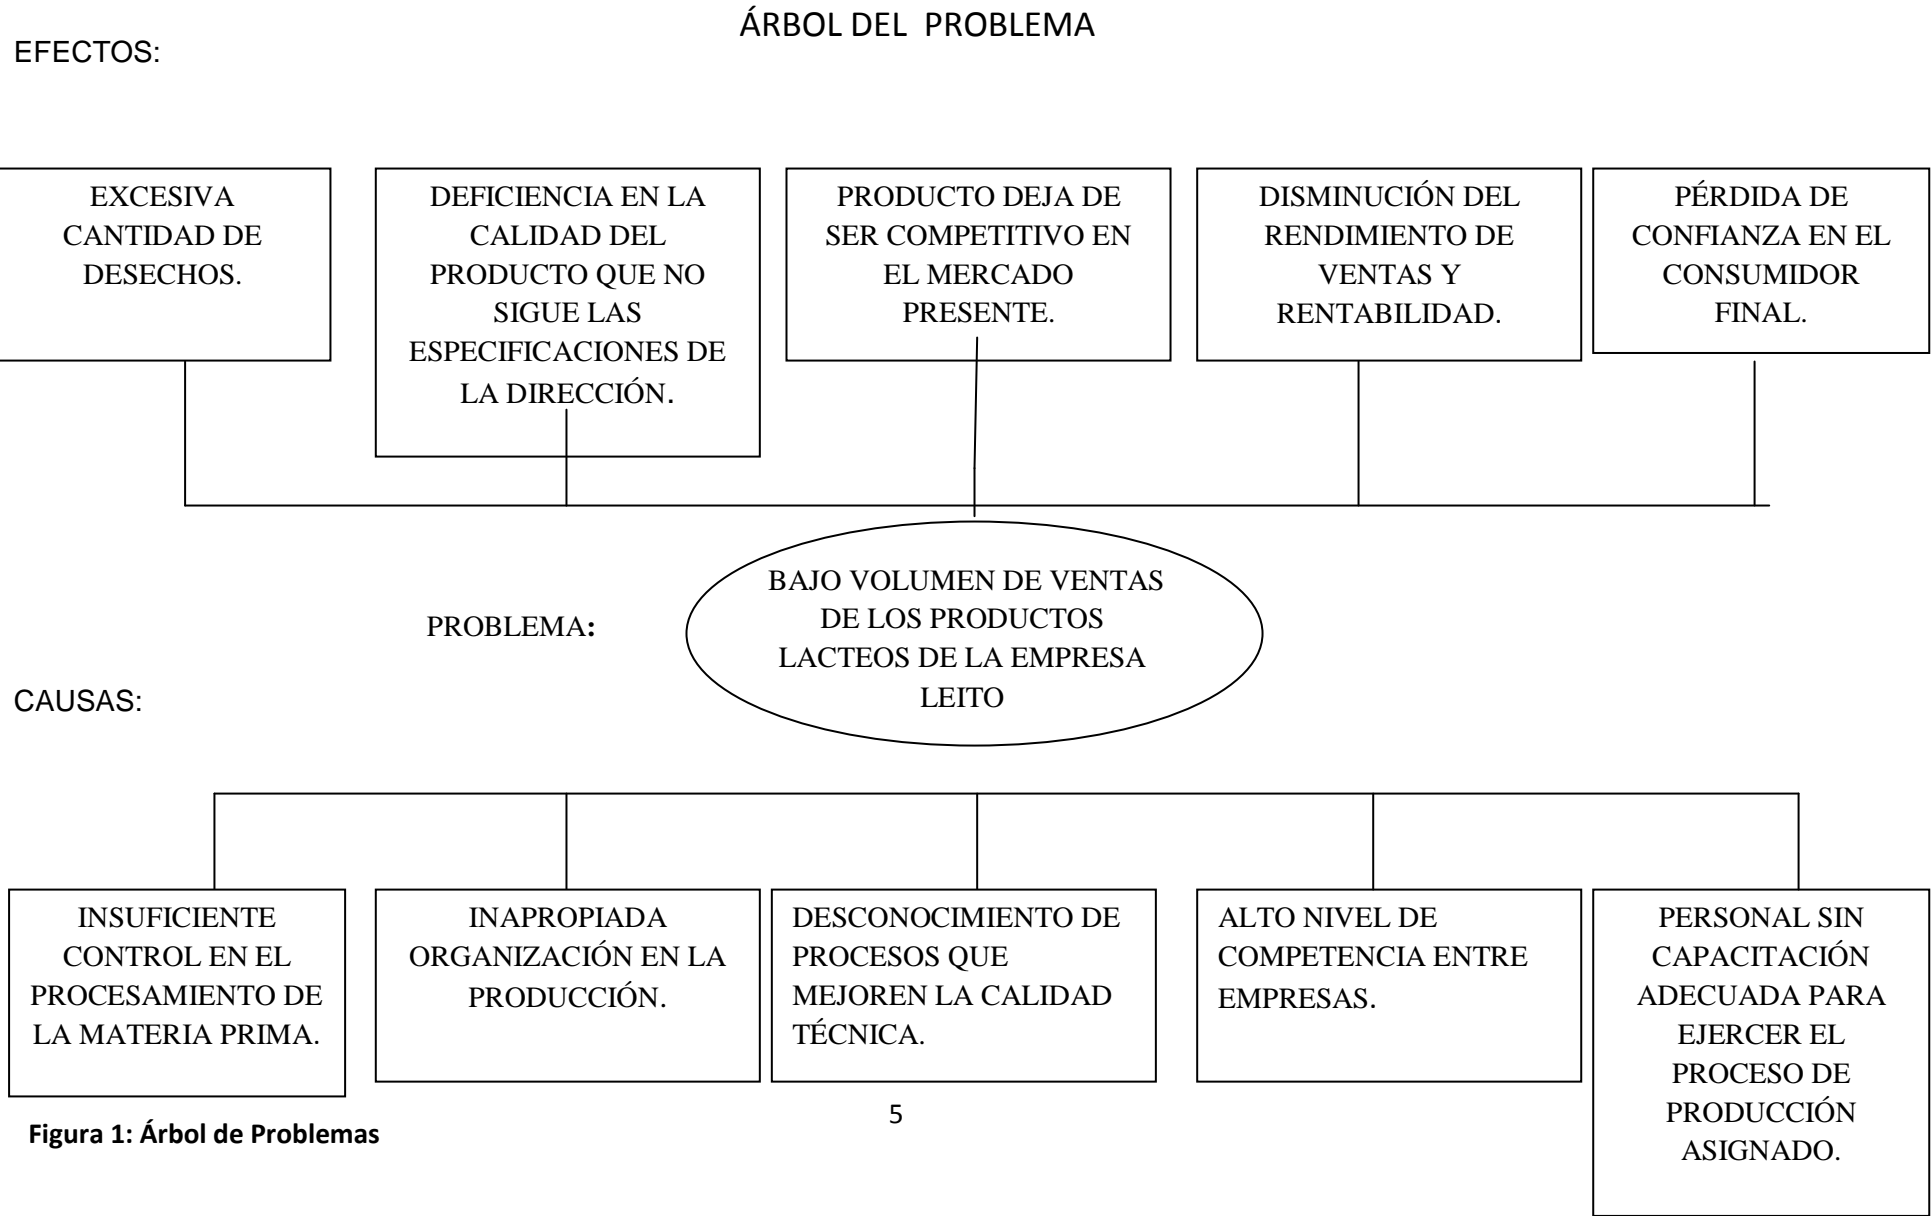 ÁRBOL DEL PROBLEMA
EFECTOS:
EXCESIVA
CANTIDAD DE
DESECHOS.
DEFICIENCIA EN LA
CALIDAD DEL
PRODUCTO QUE NO
SIGUE LAS
ESPECIFICACIONES DE
LA DIRECCIÓN.
PRODUCTO DEJA DE
SER COMPETITIVO EN
EL MERCADO
PRESENTE.
DISMINUCIÓN DEL
RENDIMIENTO DE
VENTAS Y
RENTABILIDAD.
PÉRDIDA DE
CONFIANZA EN EL
CONSUMIDOR
FINAL.
PROBLEMA:
BAJO VOLUMEN DE VENTAS
DE LOS PRODUCTOS
LACTEOS DE LA EMPRESA
LEITO
CAUSAS:
INSUFICIENTE
CONTROL EN EL
PROCESAMIENTO DE
LA MATERIA PRIMA.
INAPROPIADA
ORGANIZACIÓN EN LA
PRODUCCIÓN.
DESCONOCIMIENTO DE
PROCESOS QUE
MEJOREN LA CALIDAD
TÉCNICA.
ALTO NIVEL DE
COMPETENCIA ENTRE
EMPRESAS.
PERSONAL SIN
CAPACITACIÓN
ADECUADA PARA
EJERCER EL
PROCESO DE
PRODUCCIÓN
ASIGNADO.
5
Figura 1: Árbol de Problemas